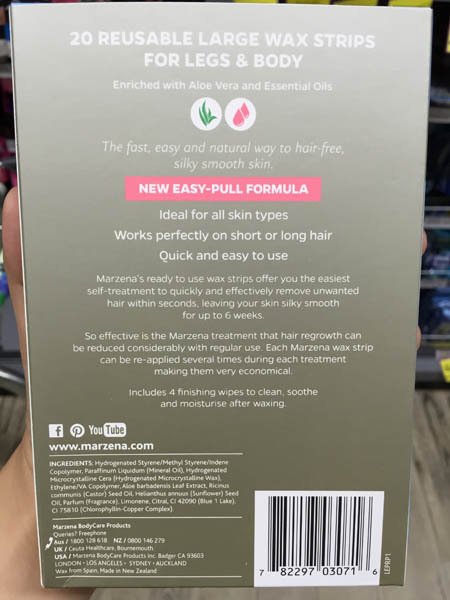 20 REUSABLE LARGE WAX STRIPS
FOR LEGS & BODY
Enriched with Aloe Vera and Essential Oils
The fast, easy and natural way to hair-free,
silky smooth skin.
NEW EASY-PULL FORMULA
Ideal for all skin types
Works perfectly on short or long hair
Quick and easy to use
Marzena's ready to use wax strips offer you the easiest
self-treatment to quickly and effectively remove unwanted
hair within seconds, leaving your skin silky smooth
for up to 6 weeks.
So effective is the Marzena treatment that hair regrowth can
be reduced considerably with regular use. Each Marzena wax strip
can be re-applied several times during each treatment
making them very economical.
Includes 4 finishing wipes to clean, soothe
and moisturise after waxing.
f P YouTube
www.marzena.com
INGREDIENTS: Hydrogenated Styrene/Methyl Styrene/Indene
Copolymer, Paraffinum Liquidum (Mineral Oil), Hydrogenated
Microcrystalline Cera (Hydrogenated Microcrystalline Wax),
Ethylene/VA Copolymer, Aloe barbadensis Leaf Extract, Ricinus
communis (Castor) Seed Oil, Helianthus annuus (Sunflower) Seed
Oil, Parfum (Fragrance), Limonene, Citral, CI 42090 (Blue 1 Lake),
CI 75810 (Chlorophyllin-Copper Complex).
Marzena BodyCare Products
Queries? Freephone
Aus / 1800 128 618 NZ / 0800 146 279
UK / Ceuta Healthcare, Bournemouth
USA / Marzena BodyCare Products Inc. Badger CA 93603
LONDON • LOS ANGELES • SYDNEY • AUCKLAND
Wax from Spain, Made in New Zealand
7 82297 03071 6
LEPRP1